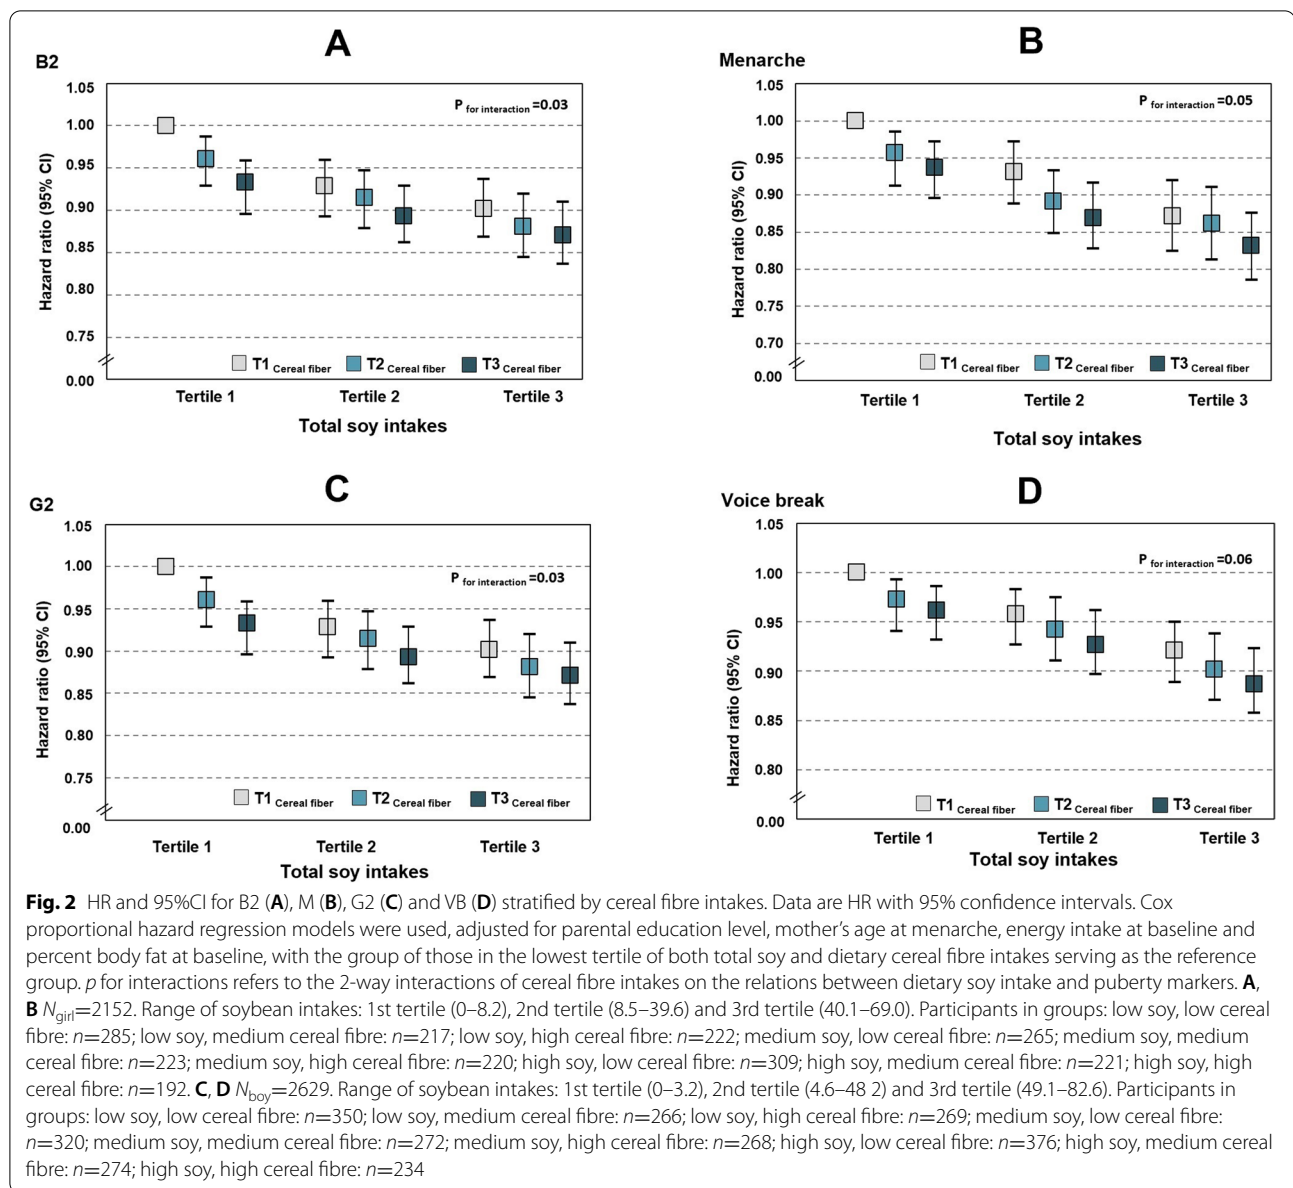 A
B2
1.05
1.00
0.95
0.90
0.85
0.80
0.75
0.00
Hazard ratio (95% CI)
P for interaction =0.03
T1 Cereal fiber T2 Cereal fiber T3 Cereal fiber
Tertile 1 Tertile 2 Tertile 3
Total soy intakes
B
Menarche
1.05
1.00
0.95
0.90
0.85
0.80
0.75
0.70
0.00
Hazard ratio (95% CI)
P for interaction =0.05
T1 Cereal fiber T2 Cereal fiber T3 Cereal fiber
Tertile 1 Tertile 2 Tertile 3
Total soy intakes
C
G2
1.05
1.00
0.95
0.90
0.85
0.80
0.75
0.00
Hazard ratio (95% CI)
P for interaction =0.03
T1 Cereal fiber T2 Cereal fiber T3 Cereal fiber
Tertile 1 Tertile 2 Tertile 3
Total soy intakes
D
Voice break
1.05
1.00
0.95
0.90
0.85
0.80
0.00
Hazard ratio (95% CI)
P for interaction =0.06
T1 Cereal fiber T2 Cereal fiber T3 Cereal fiber
Tertile 1 Tertile 2 Tertile 3
Total soy intakes
Fig. 2 HR and 95%CI for B2 (A), M (B), G2 (C) and VB (D) stratified by cereal fibre intakes. Data are HR with 95% confidence intervals. Cox
proportional hazard regression models were used, adjusted for parental education level, mother's age at menarche, energy intake at baseline and
percent body fat at baseline, with the group of those in the lowest tertile of both total soy and dietary cereal fibre intakes serving as the reference
group. p for interactions refers to the 2-way interactions of cereal fibre intakes on the relations between dietary soy intake and puberty markers. A,
B Ngirl=2152. Range of soybean intakes: 1st tertile (0–8.2), 2nd tertile (8.5–39.6) and 3rd tertile (40.1–69.0). Participants in groups: low soy, low cereal
fibre: n=285; low soy, medium cereal fibre: n=217; low soy, high cereal fibre: n=222; medium soy, low cereal fibre: n=265; medium soy, medium
cereal fibre: n=223; medium soy, high cereal fibre: n=220; high soy, low cereal fibre: n=309; high soy, medium cereal fibre: n=221; high soy, high
cereal fibre: n=192. C, D Nboy=2629. Range of soybean intakes: 1st tertile (0–3.2), 2nd tertile (4.6–48 2) and 3rd tertile (49.1–82.6). Participants in
groups: low soy, low cereal fibre: n=350; low soy, medium cereal fibre: n=266; low soy, high cereal fibre: n=269; medium soy, low cereal fibre:
n=320; medium soy, medium cereal fibre: n=272; medium soy, high cereal fibre: n=268; high soy, low cereal fibre: n=376; high soy, medium cereal
fibre: n=274; high soy, high cereal fibre: n=234